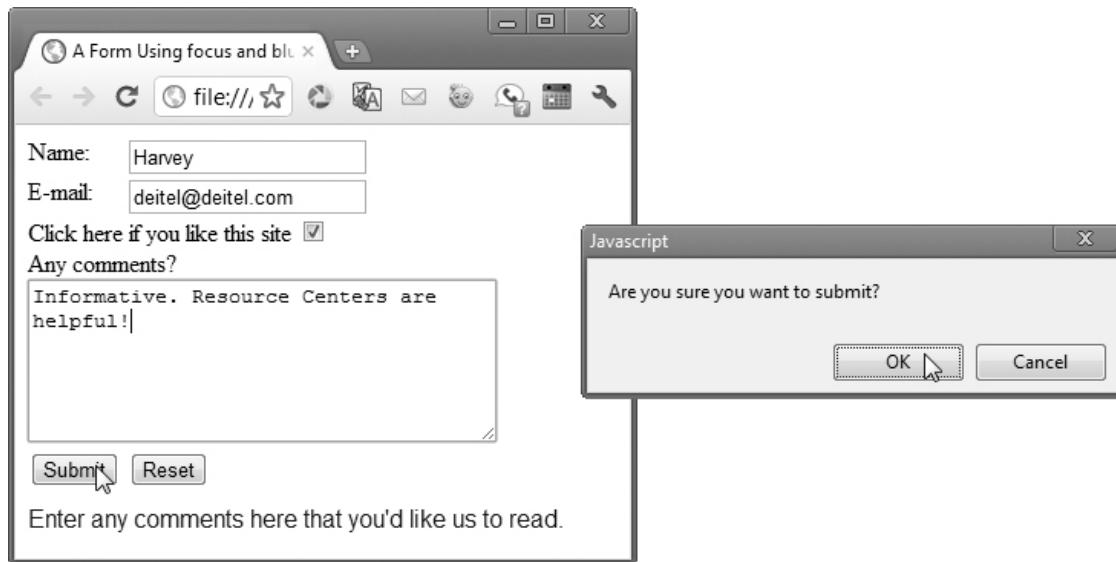 A Form Using focus and blu
file:///
Name:
Harvey
E-mail:
deitel@deitel.com
Click here if you like this site
Any comments?
Informative. Resource Centers are
helpful!
Submit
Reset
Enter any comments here that you'd like us to read.
Javascript
Are you sure you want to submit?
OK
Cancel